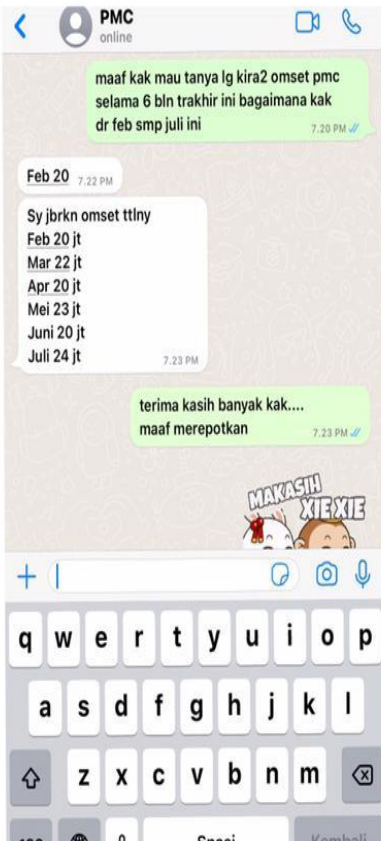 PMC
online
maaf kak mau tanya lg kira2 omset pmc
selama 6 bln trakhir ini bagaimana kak
dr feb smp juli ini
7.20 PM
Feb 20
7.22 PM
Sy jbrkn omset ttlny
Feb 20 jt
Mar 22 jt
Apr 20 jt
Mei 23 jt
Juni 20 jt
Juli 24 jt
7.23 PM
terima kasih banyak kak....
maaf merepotkan
7.23 PM
MAKASIH
XIE XIE
q w e r t y u i o p
a s d f g h j k l
z x c v b n m